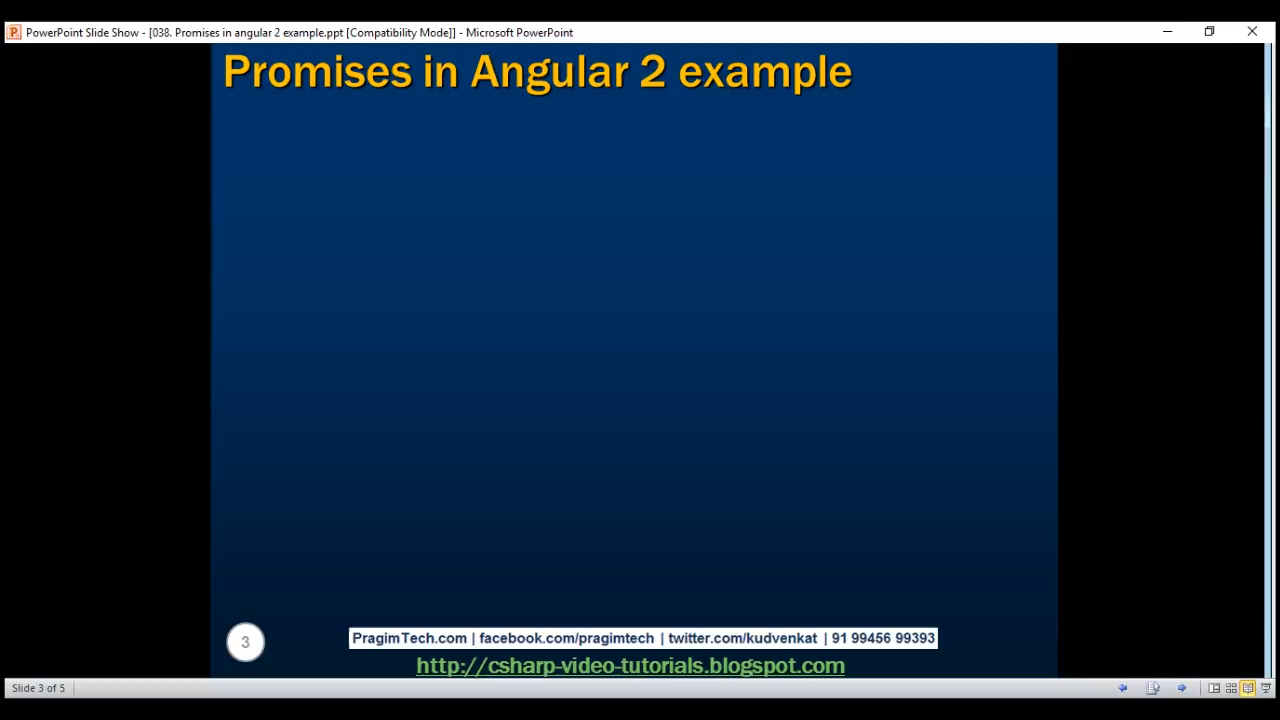 PowerPoint Slide Show - [038. Promises in angular 2 example.ppt [Compatibility Mode]] - Microsoft PowerPoint
Promises in Angular 2 example
3
PragimTech.com | facebook.com/pragimtech | twitter.com/kudvenkat | 91 99456 99393
http://csharp-video-tutorials.blogspot.com
Slide 3 of 5